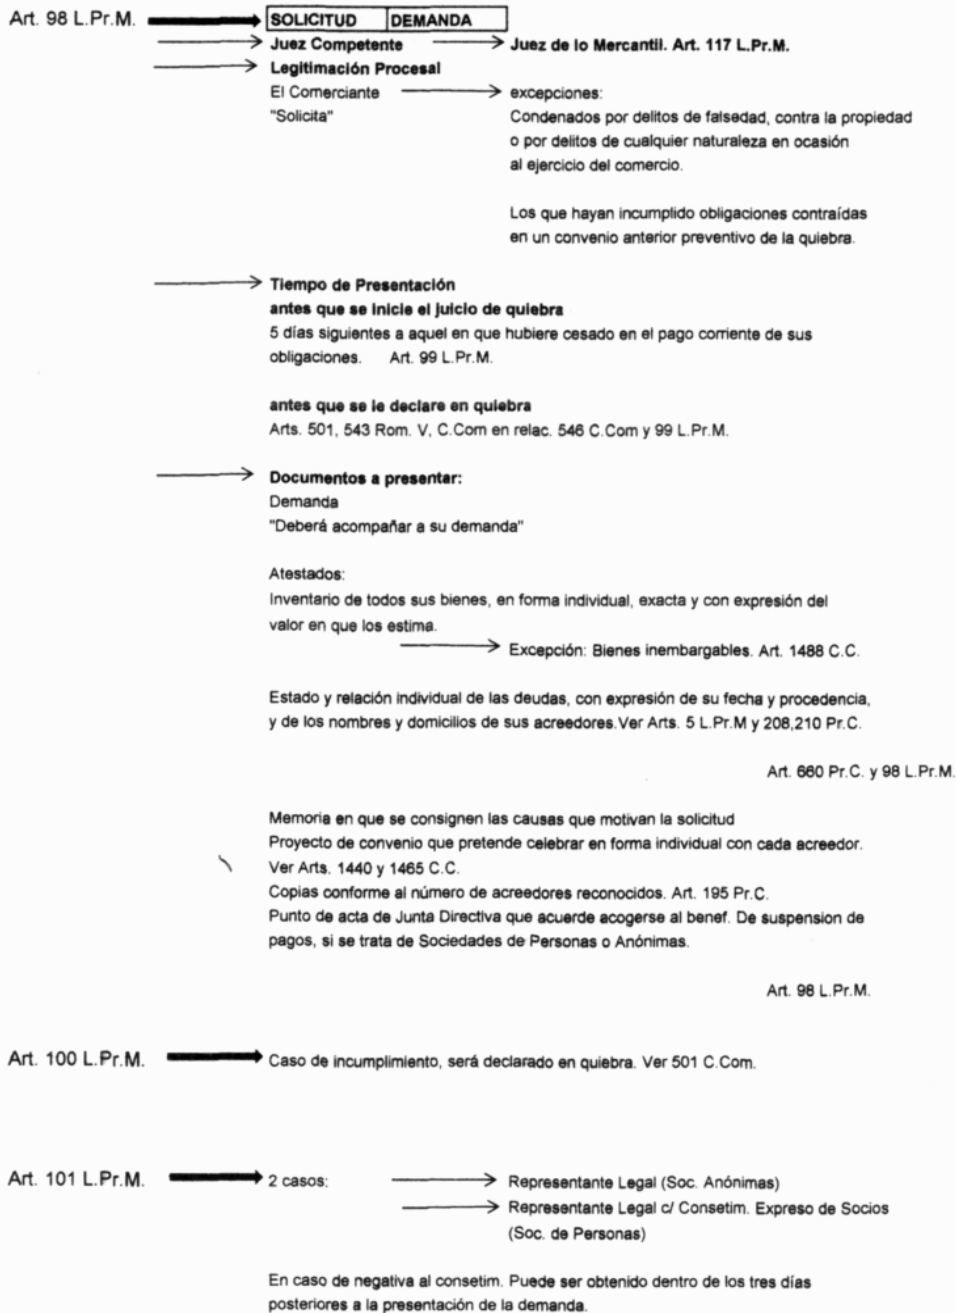 Art. 98 L.Pr.M. SOLICITUD DEMANDA
Juez Competente Juez de lo Mercantil. Art. 117 L.Pr.M.
Legitimación Procesal
El Comerciante excepciones:
"Solicita" Condenados por delitos de falsedad, contra la propiedad
o por delitos de cualquier naturaleza en ocasión
al ejercicio del comercio.
Los que hayan incumplido obligaciones contraídas
en un convenio anterior preventivo de la quiebra.
Tiempo de Presentación
antes que se inicie el juicio de quiebra
5 días siguientes a aquel en que hubiere cesado en el pago corriente de sus
obligaciones. Art. 99 L.Pr.M.
antes que se le declare en quiebra
Arts. 501, 543 Rom. V, C.Com en relac. 546 C.Com y 99 L.Pr.M.
Documentos a presentar:
Demanda
"Deberá acompañar a su demanda"
Atestados:
Inventario de todos sus bienes, en forma individual, exacta y con expresión del
valor en que los estima.
Excepción: Bienes inembargables. Art. 1488 C.C.
Estado y relación individual de las deudas, con expresión de su fecha y procedencia,
y de los nombres y domicilios de sus acreedores.Ver Arts. 5 L.Pr.M y 208,210 Pr.C.
Art. 660 Pr.C. y 98 L.Pr.M.
Memoria en que se consignen las causas que motivan la solicitud
Proyecto de convenio que pretende celebrar en forma individual con cada acreedor.
Ver Arts. 1440 y 1465 C.C.
Copias conforme al número de acreedores reconocidos. Art. 195 Pr.C.
Punto de acta de Junta Directiva que acuerde acogerse al benef. De suspension de
pagos, si se trata de Sociedades de Personas o Anónimas.
Art. 98 L.Pr.M.
Art. 100 L.Pr.M. Caso de incumplimiento, será declarado en quiebra. Ver 501 C.Com.
Art. 101 L.Pr.M. 2 casos: Representante Legal (Soc. Anónimas)
Representante Legal c/ Consetim. Expreso de Socios
(Soc. de Personas)
En caso de negativa al consetim. Puede ser obtenido dentro de los tres días
posteriores a la presentación de la demanda.